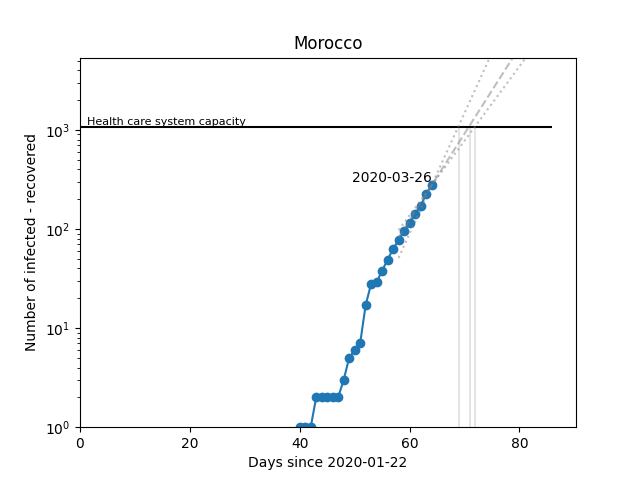 Morocco
Number of infected - recovered
10^3
10^2
10^1
10^0
Health care system capacity
2020-03-26
0
20
40
60
80
Days since 2020-01-22